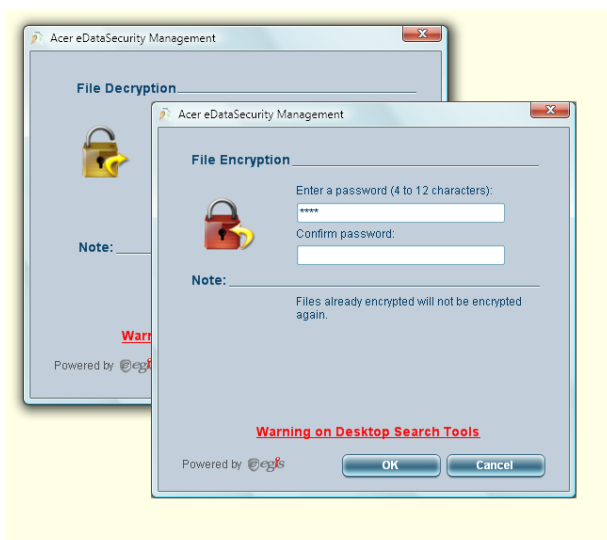 Acer eDataSecurity Management
File Decryption
Note:
Warn
Powered by egi
Acer eDataSecurity Management
File Encryption
Enter a password (4 to 12 characters):
****
Confirm password:
Note:
Files already encrypted will not be encrypted
again.
Warning on Desktop Search Tools
Powered by egis
OK
Cancel